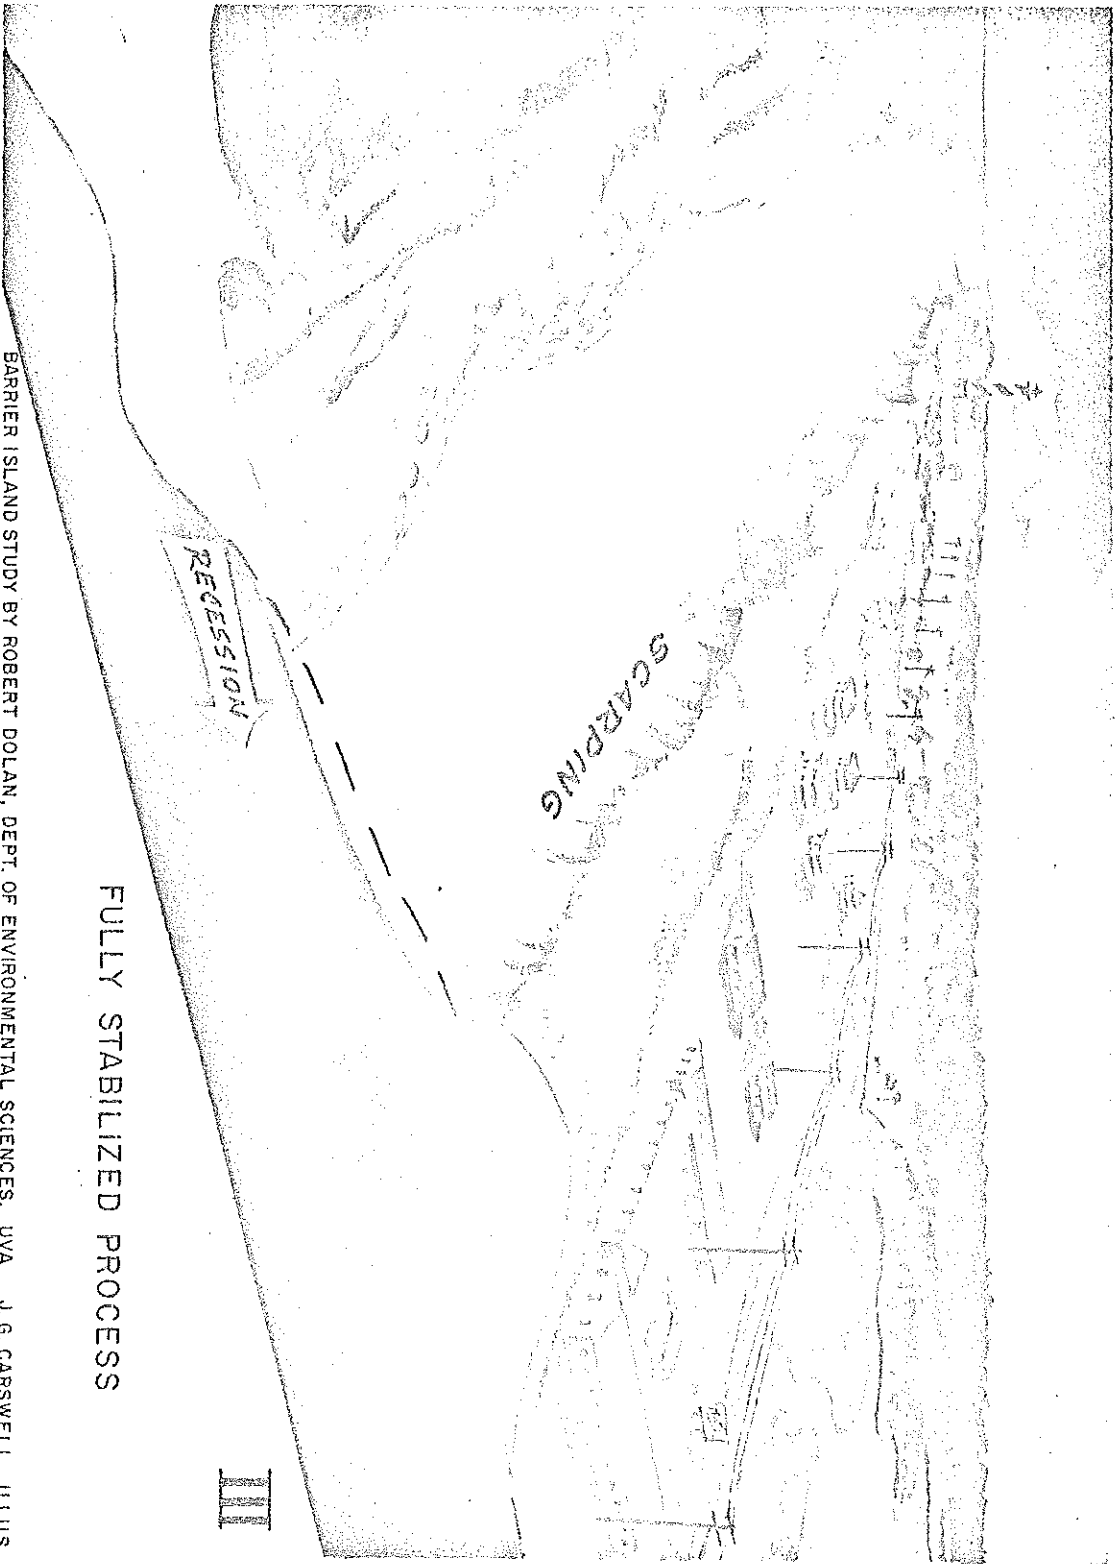 SCARPING
RECESSION
FULLY STABILIZED PROCESS
III
BARRIER ISLAND STUDY BY ROBERT DOLAN, DEPT. OF ENVIRONMENTAL SCIENCES, UVA J G CARSWELL ILLUS